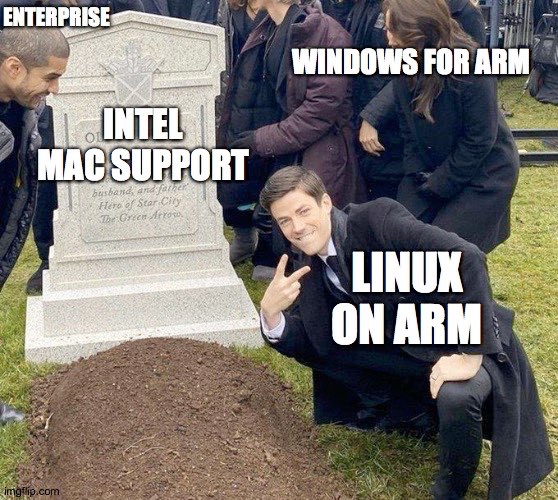 ENTERPRISE
WINDOWS FOR ARM
INTEL
MAC SUPPORT
husband, and father
Hero of Star City
The Green Arrow
LINUX
ON ARM
imgflip.com